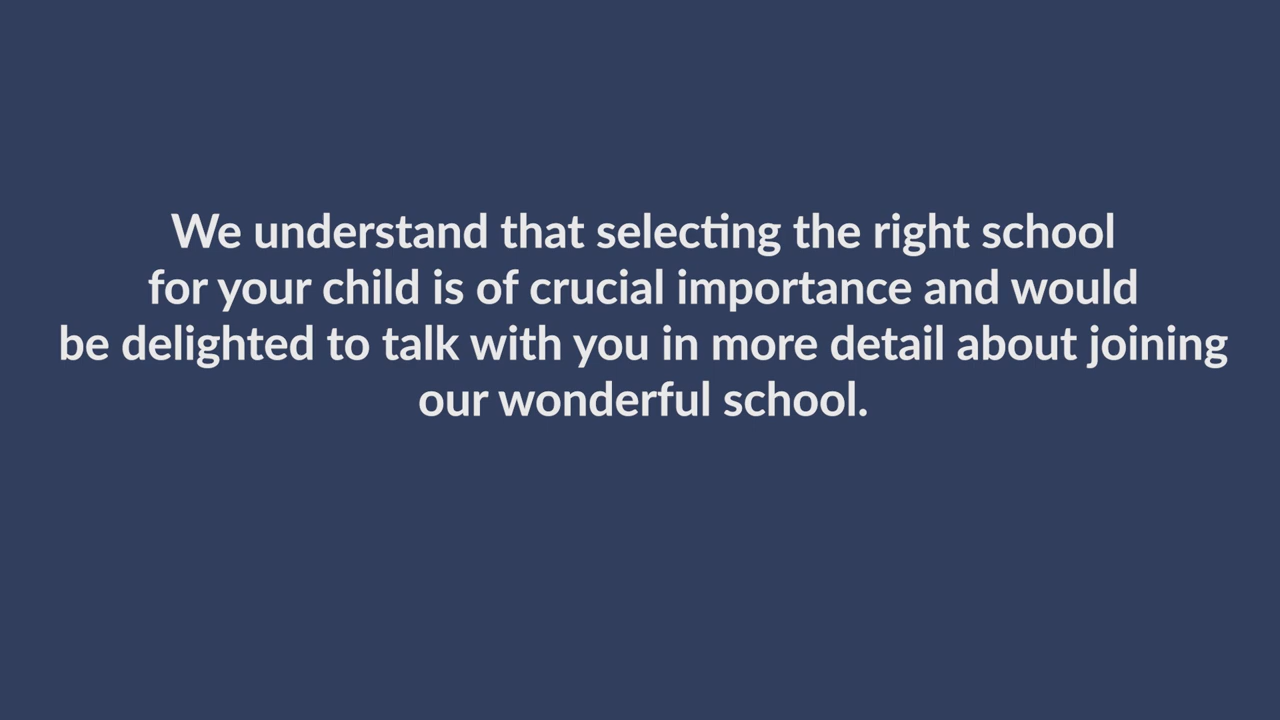 We understand that selecting the right school
for your child is of crucial importance and would
be delighted to talk with you in more detail about joining
our wonderful school.